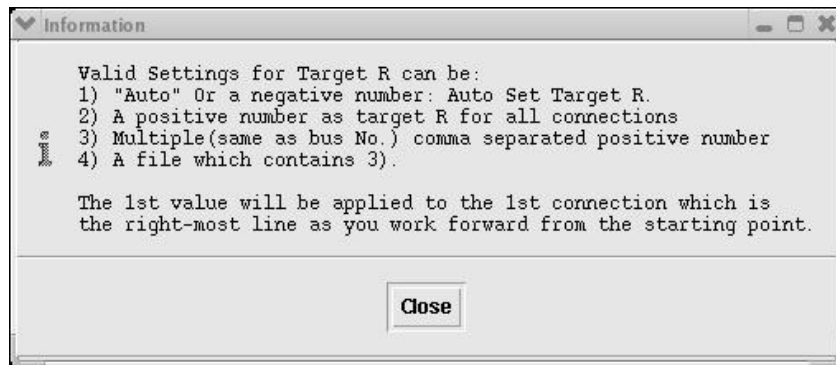 Information
Valid Settings for Target R can be:
1) "Auto" Or a negative number: Auto Set Target R.
2) A positive number as target R for all connections
3) Multiple(same as bus No.) comma separated positive number
4) A file which contains 3).
The 1st value will be applied to the 1st connection which is
the right-most line as you work forward from the starting point.
Close